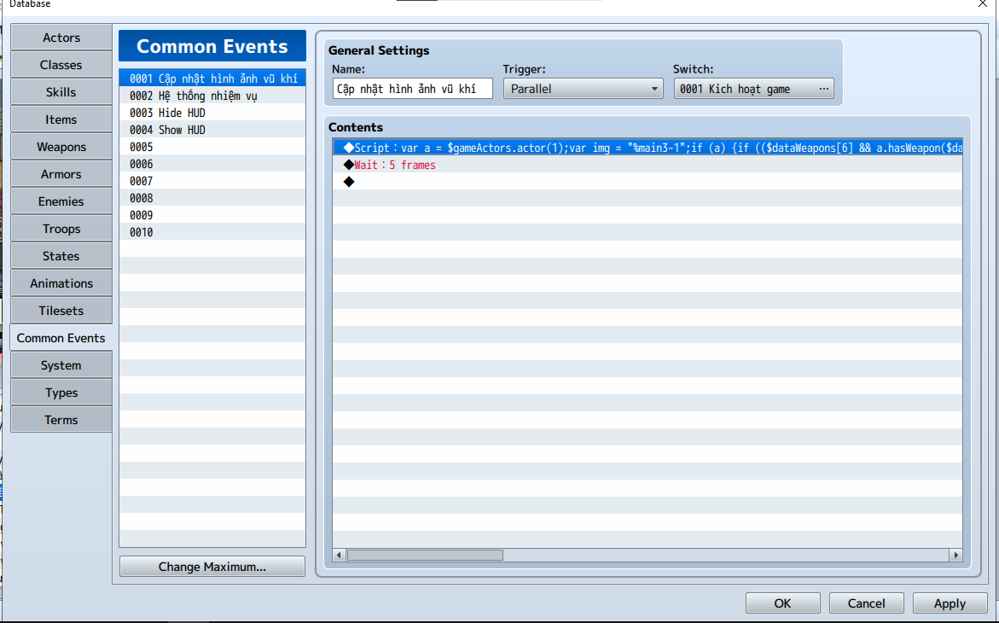 Database
Actors
Classes
Skills
Items
Weapons
Armors
Enemies
Troops
States
Animations
Tilesets
Common Events
System
Types
Terms
Common Events
0001 Cập nhật hình ảnh vũ khí
0002 Hệ thống nhiệm vụ
0003 Hide HUD
0004 Show HUD
0005
0006
0007
0008
0009
0010
Change Maximum...
General Settings
Name:
Trigger:
Switch:
Cập nhật hình ảnh vũ khí
Parallel
0001 Kich hoạt game ...
Contents
◆Script：var a = $gameActors.actor(1);var img = "%main3-1";if (a) {if (($dataWeapons[6] && a.hasWeapon($da
◆Wait：5 frames
◆
OK
Cancel
Apply